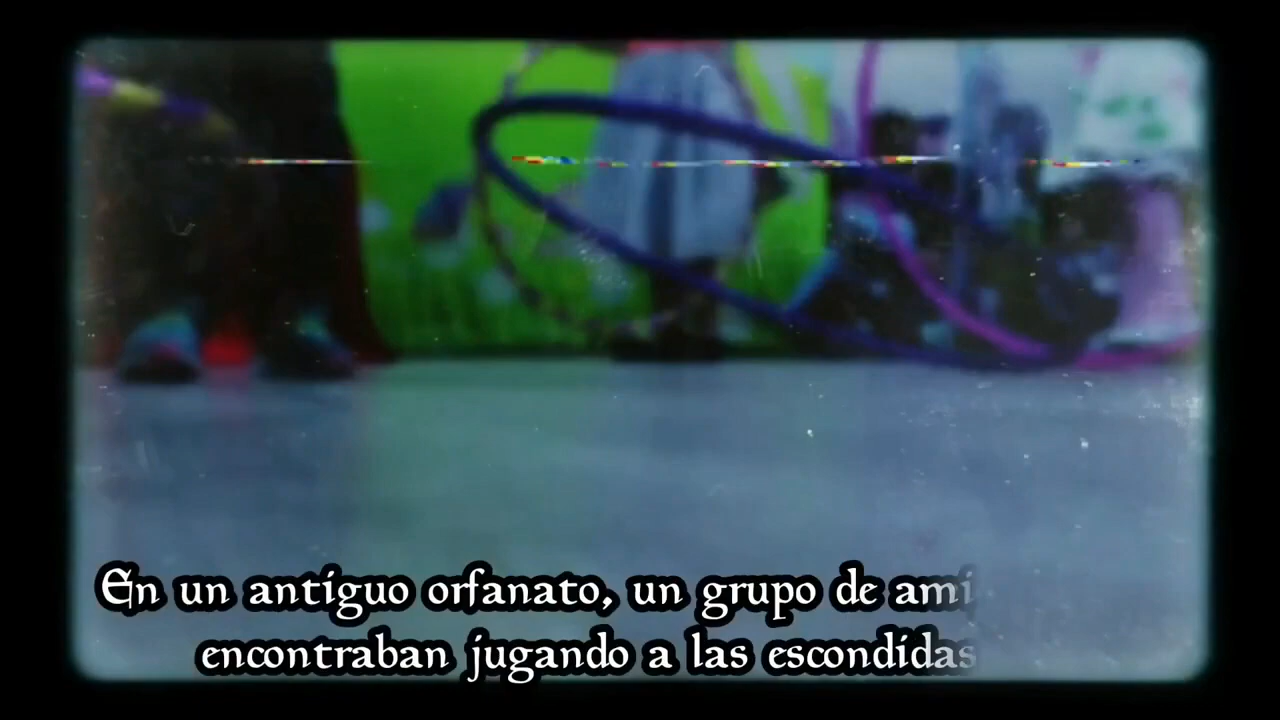 En un antiguo orfanato, un grupo de ami
encontraban jugando a las escondidas